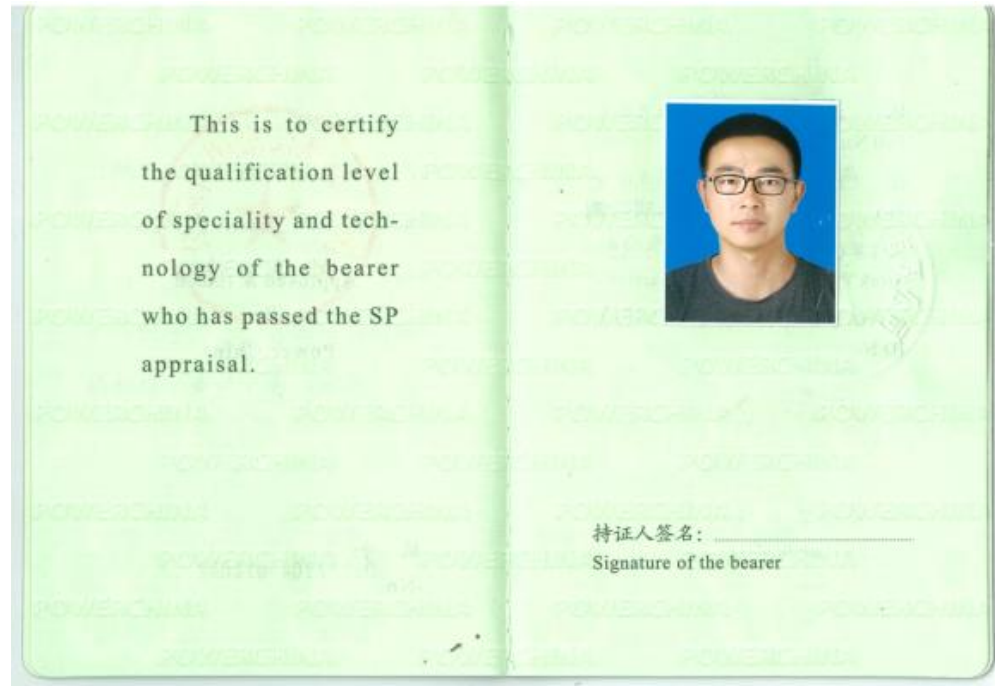 This is to certify
the qualification level
of speciality and tech-
nology of the bearer
who has passed the SP
appraisal.
持证人签名:
Signature of the bearer